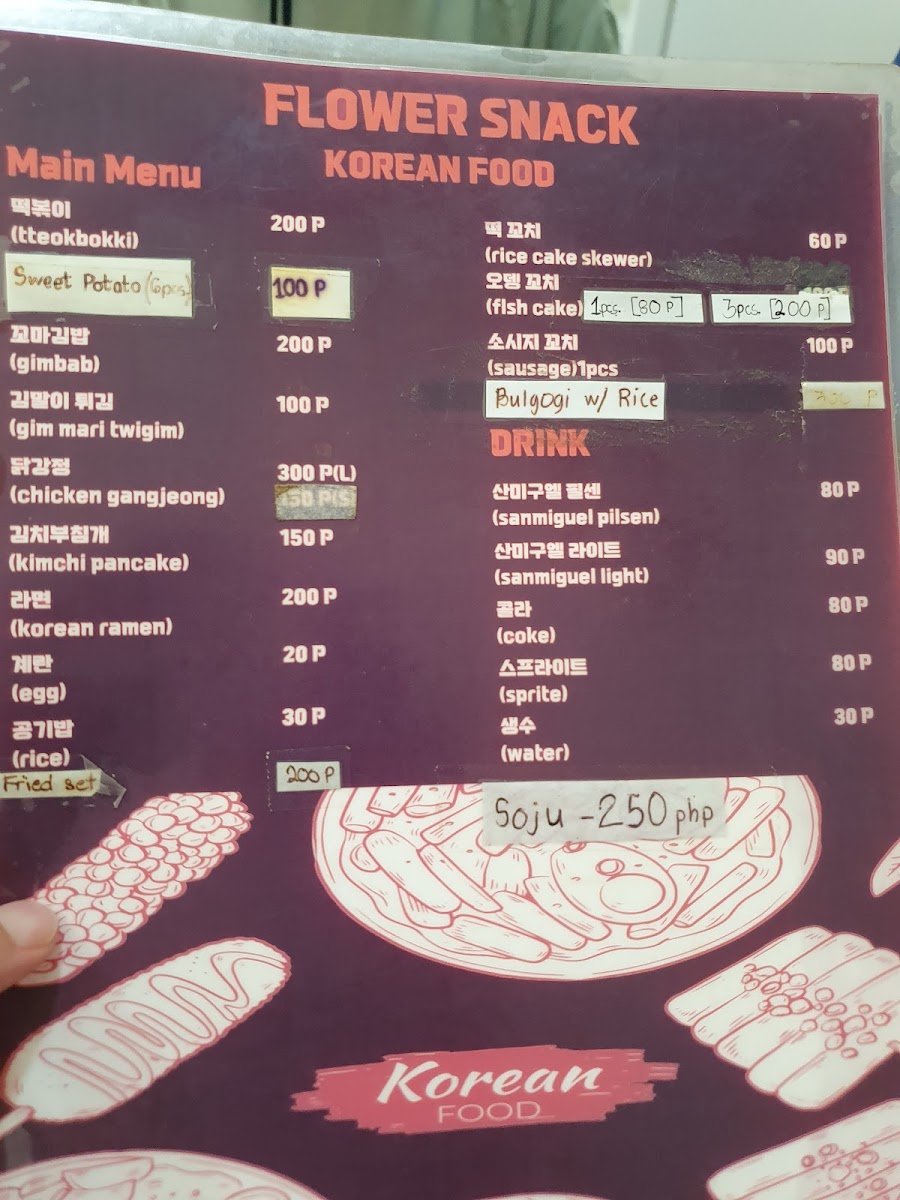 FLOWER SNACK
KOREAN FOOD
Main Menu
떡볶이 200 P
(tteokbokki)
Sweet Potato (6pcs) 100 P
꼬마김밥 200 P
(gimbab)
김말이 튀김 100 P
(gim mari twigim)
닭강정 300 P(L)
(chicken gangjeong) 150 P(S)
김치부침개 150 P
(kimchi pancake)
라면 200 P
(korean ramen)
계란 20 P
(egg)
공기밥 30 P
(rice)
Fried set 200 P
떡 꼬치 60 P
(rice cake skewer)
오뎅 꼬치
(fish cake) 1pcs. [80 P] 3pcs. [200 P]
소시지 꼬치 100 P
(sausage)1pcs
Bulgogi w/ Rice P
DRINK
산미구엘 필센 80 P
(sanmiguel pilsen)
산미구엘 라이트 90 P
(sanmiguel light)
콜라 80 P
(coke)
스프라이트 80 P
(sprite)
생수 30 P
(water)
Soju - 250 php
Korean
FOOD